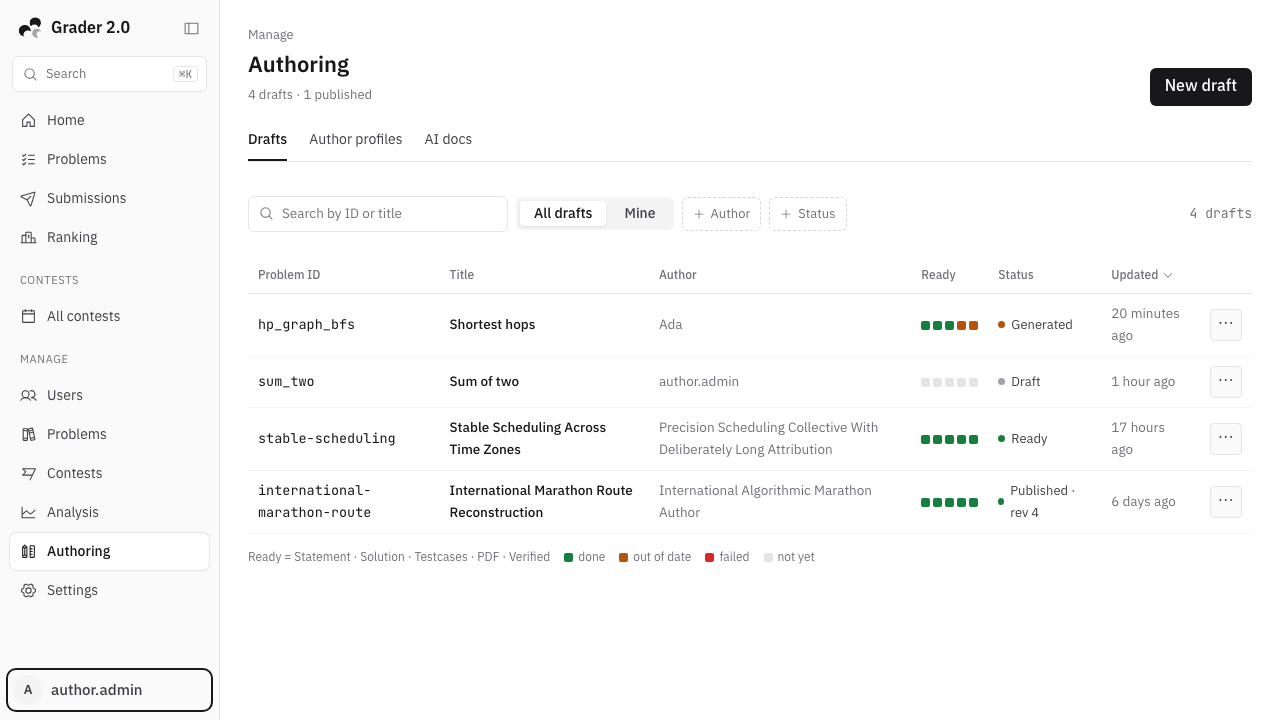 Grader 2.0
Search ⌘K
Home
Problems
Submissions
Ranking
CONTESTS
All contests
MANAGE
Users
Problems
Contests
Analysis
Authoring
Settings
A author.admin
Manage
Authoring
4 drafts · 1 published
New draft
Drafts Author profiles AI docs
Search by ID or title All drafts Mine + Author + Status 4 drafts
Problem ID Title Author Ready Status Updated
hp_graph_bfs Shortest hops Ada Generated 20 minutes
ago
sum_two Sum of two author.admin Draft 1 hour ago
stable-scheduling Stable Scheduling Across Time Zones Precision Scheduling Collective With Deliberately Long Attribution Ready 17 hours ago
international-marathon-route International Marathon Route Reconstruction International Algorithmic Marathon Author Published · rev 4 6 days ago
Ready = Statement · Solution · Testcases · PDF · Verified done out of date failed not yet